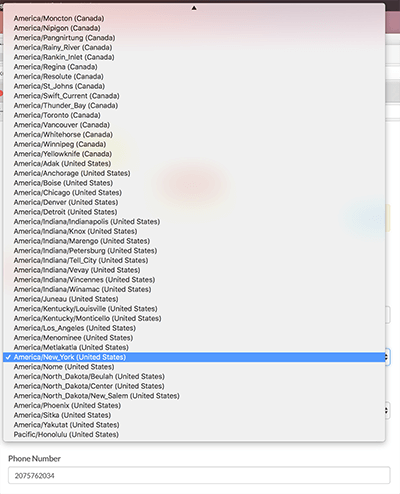 America/Moncton (Canada)
America/Nipigon (Canada)
America/Pangnirtung (Canada)
America/Rainy_River (Canada)
America/Rankin_Inlet (Canada)
America/Regina (Canada)
America/Resolute (Canada)
America/St_Johns (Canada)
America/Swift_Current (Canada)
America/Thunder_Bay (Canada)
America/Toronto (Canada)
America/Vancouver (Canada)
America/Whitehorse (Canada)
America/Winnipeg (Canada)
America/Yellowknife (Canada)
America/Adak (United States)
America/Anchorage (United States)
America/Boise (United States)
America/Chicago (United States)
America/Denver (United States)
America/Detroit (United States)
America/Indiana/Indianapolis (United States)
America/Indiana/Knox (United States)
America/Indiana/Marengo (United States)
America/Indiana/Petersburg (United States)
America/Indiana/Tell_City (United States)
America/Indiana/Vevay (United States)
America/Indiana/Vincennes (United States)
America/Indiana/Winamac (United States)
America/Juneau (United States)
America/Kentucky/Louisville (United States)
America/Kentucky/Monticello (United States)
America/Los_Angeles (United States)
America/Menominee (United States)
America/Metlakatla (United States)
✓ America/New_York (United States)
America/Nome (United States)
America/North_Dakota/Beulah (United States)
America/North_Dakota/Center (United States)
America/North_Dakota/New_Salem (United States)
America/Phoenix (United States)
America/Sitka (United States)
America/Yakutat (United States)
Pacific/Honolulu (United States)
Phone Number
2075762034